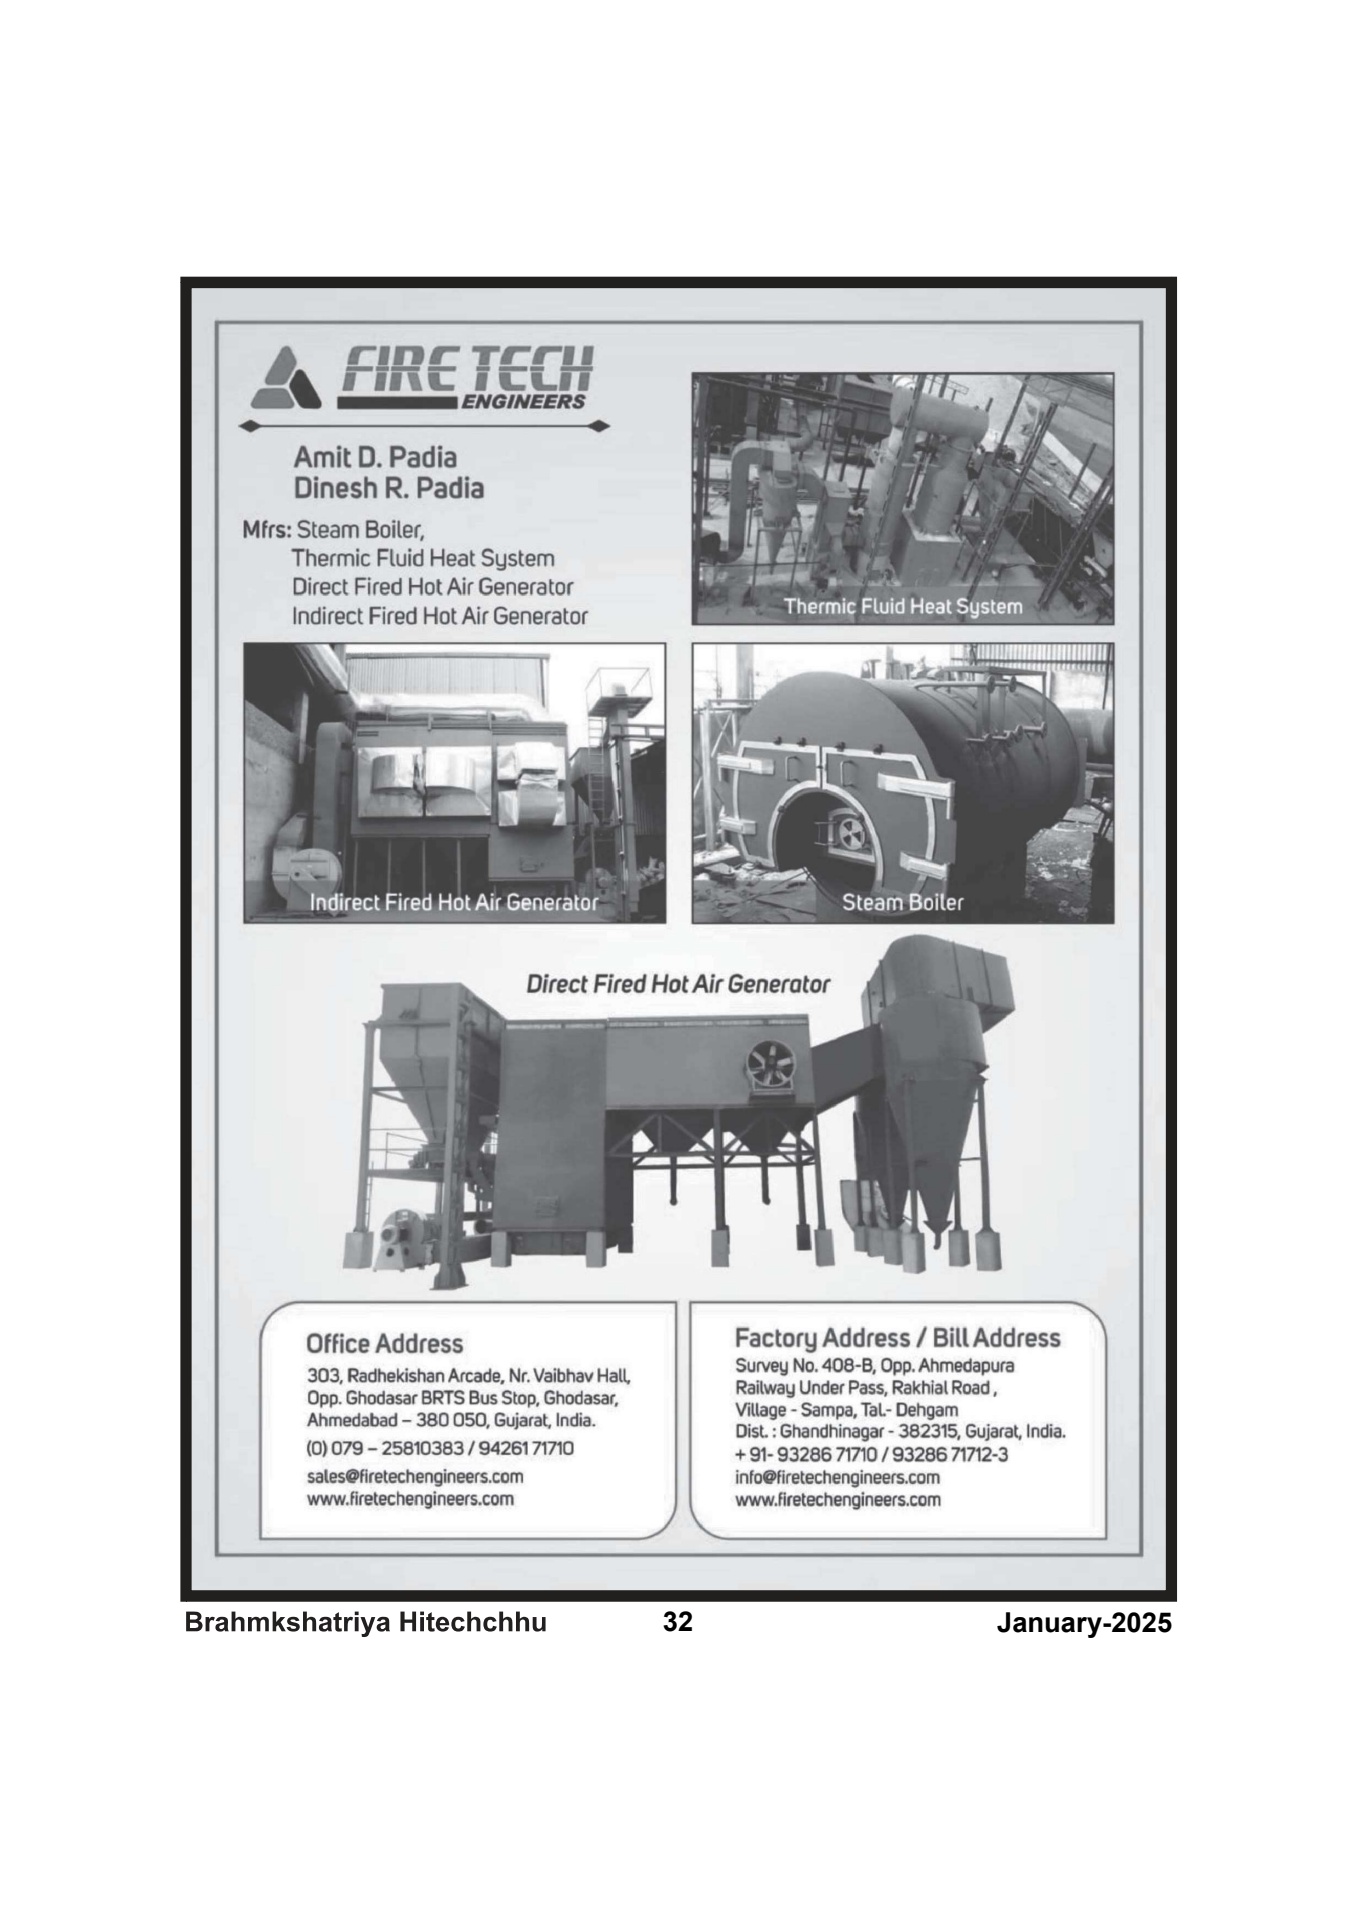 FIRE TECH
ENGINEERS
Amit D. Padia
Dinesh R. Padia
Mfrs: Steam Boiler,
Thermic Fluid Heat System
Direct Fired Hot Air Generator
Indirect Fired Hot Air Generator
Thermic Fluid Heat System
Indirect Fired Hot Air Generator
Steam Boiler
Direct Fired Hot Air Generator
Office Address
303, Radhekishan Arcade, Nr. Vaibhav Hall,
Opp. Ghodasar BRTS Bus Stop, Ghodasar,
Ahmedabad – 380 050, Gujarat, India.
(0) 079 – 25810383 / 94261 71710
sales@firetechengineers.com
www.firetechengineers.com
Factory Address / Bill Address
Survey No. 408-B, Opp. Ahmedapura
Railway Under Pass, Rakhial Road ,
Village - Sampa, Tal.- Dehgam
Dist. : Ghandhinagar - 382315, Gujarat, India.
+ 91- 93286 71710 / 93286 71712-3
info@firetechengineers.com
www.firetechengineers.com
Brahmkshatriya Hitechchhu 32 January-2025